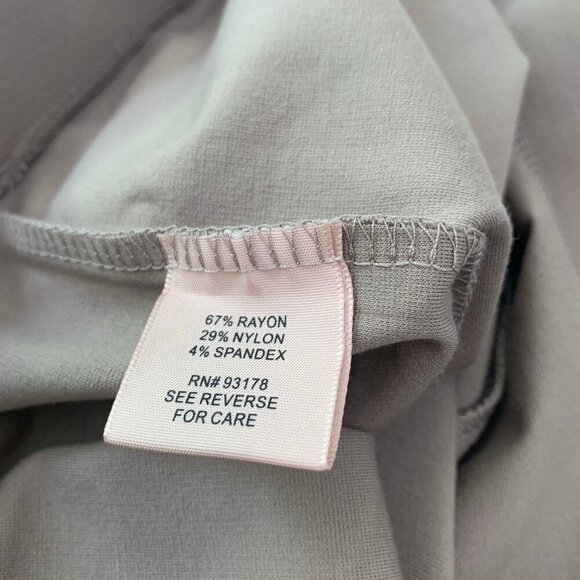 67% RAYON
29% NYLON
4% SPANDEX
RN# 93178
SEE REVERSE
FOR CARE